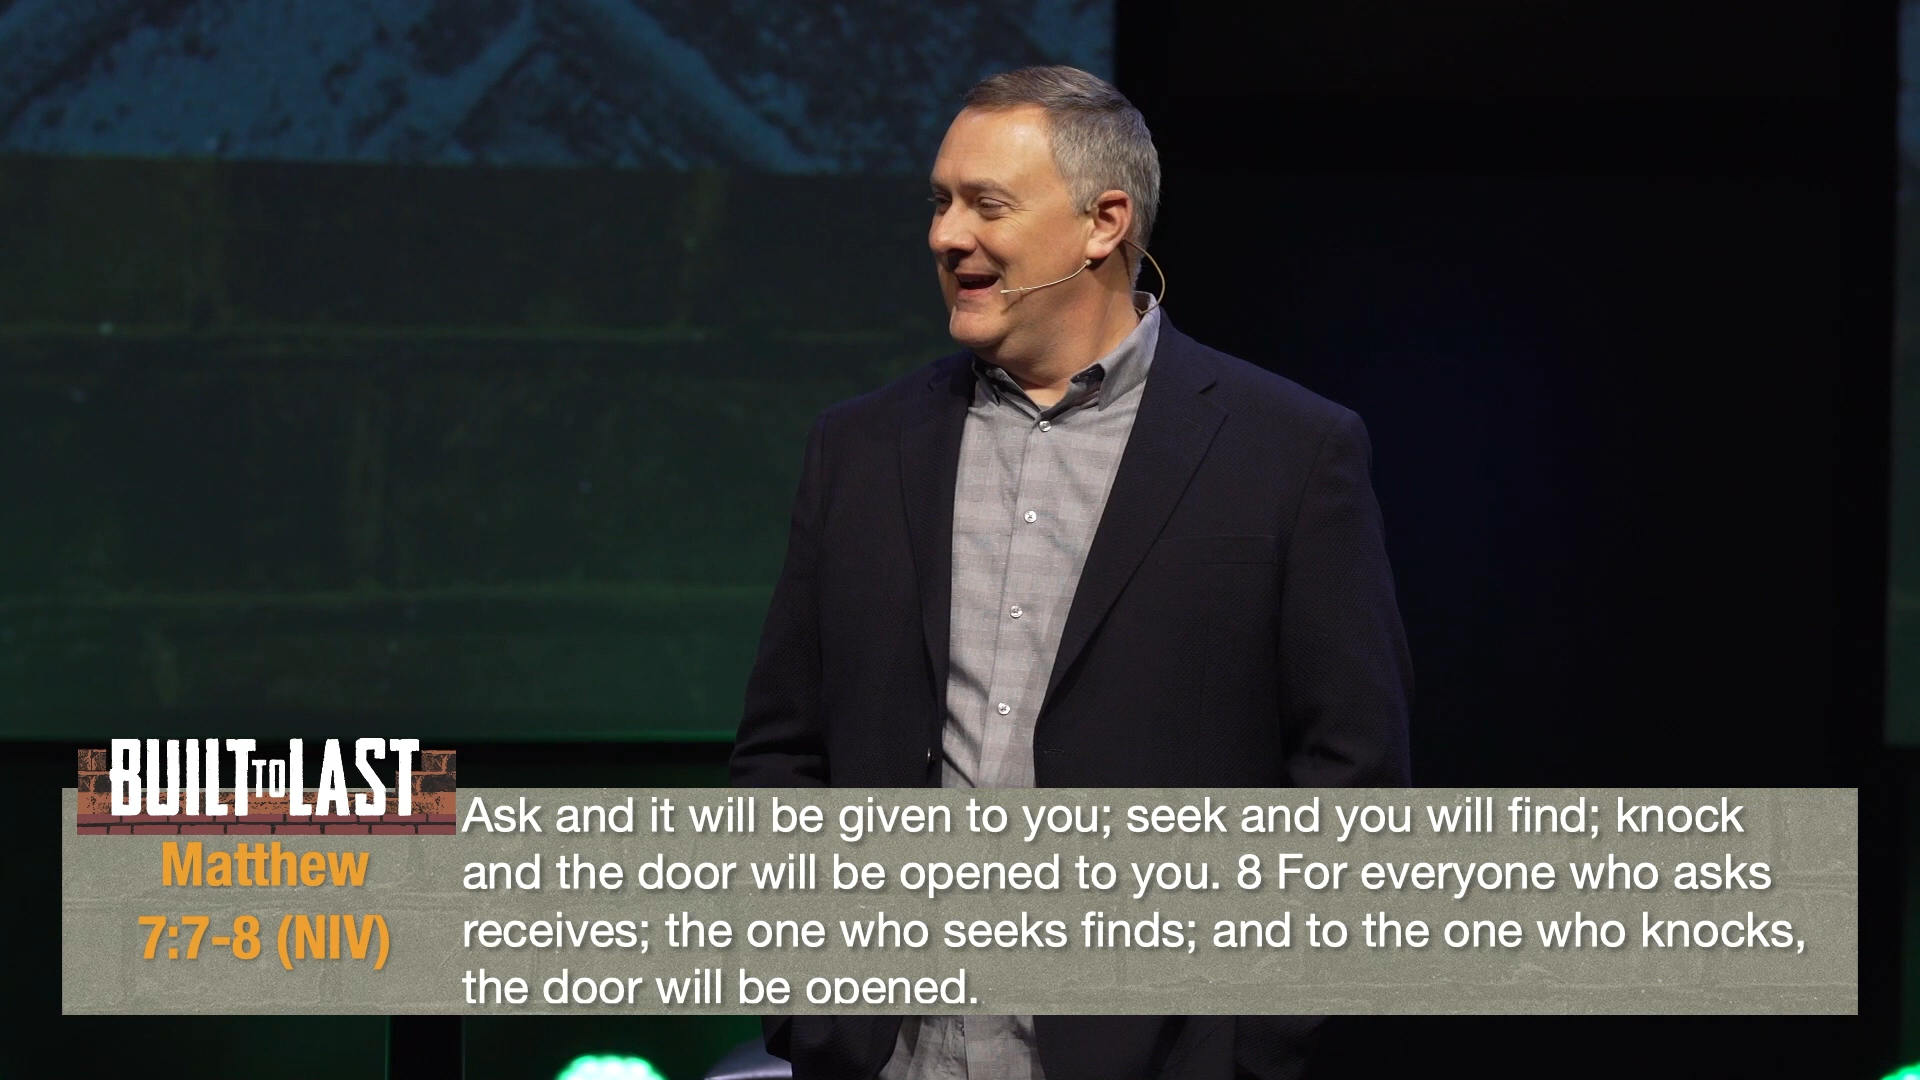 BUILT TO LAST
Matthew
7:7-8 (NIV)
Ask and it will be given to you; seek and you will find; knock
and the door will be opened to you. 8 For everyone who asks
receives; the one who seeks finds; and to the one who knocks,
the door will be opened.